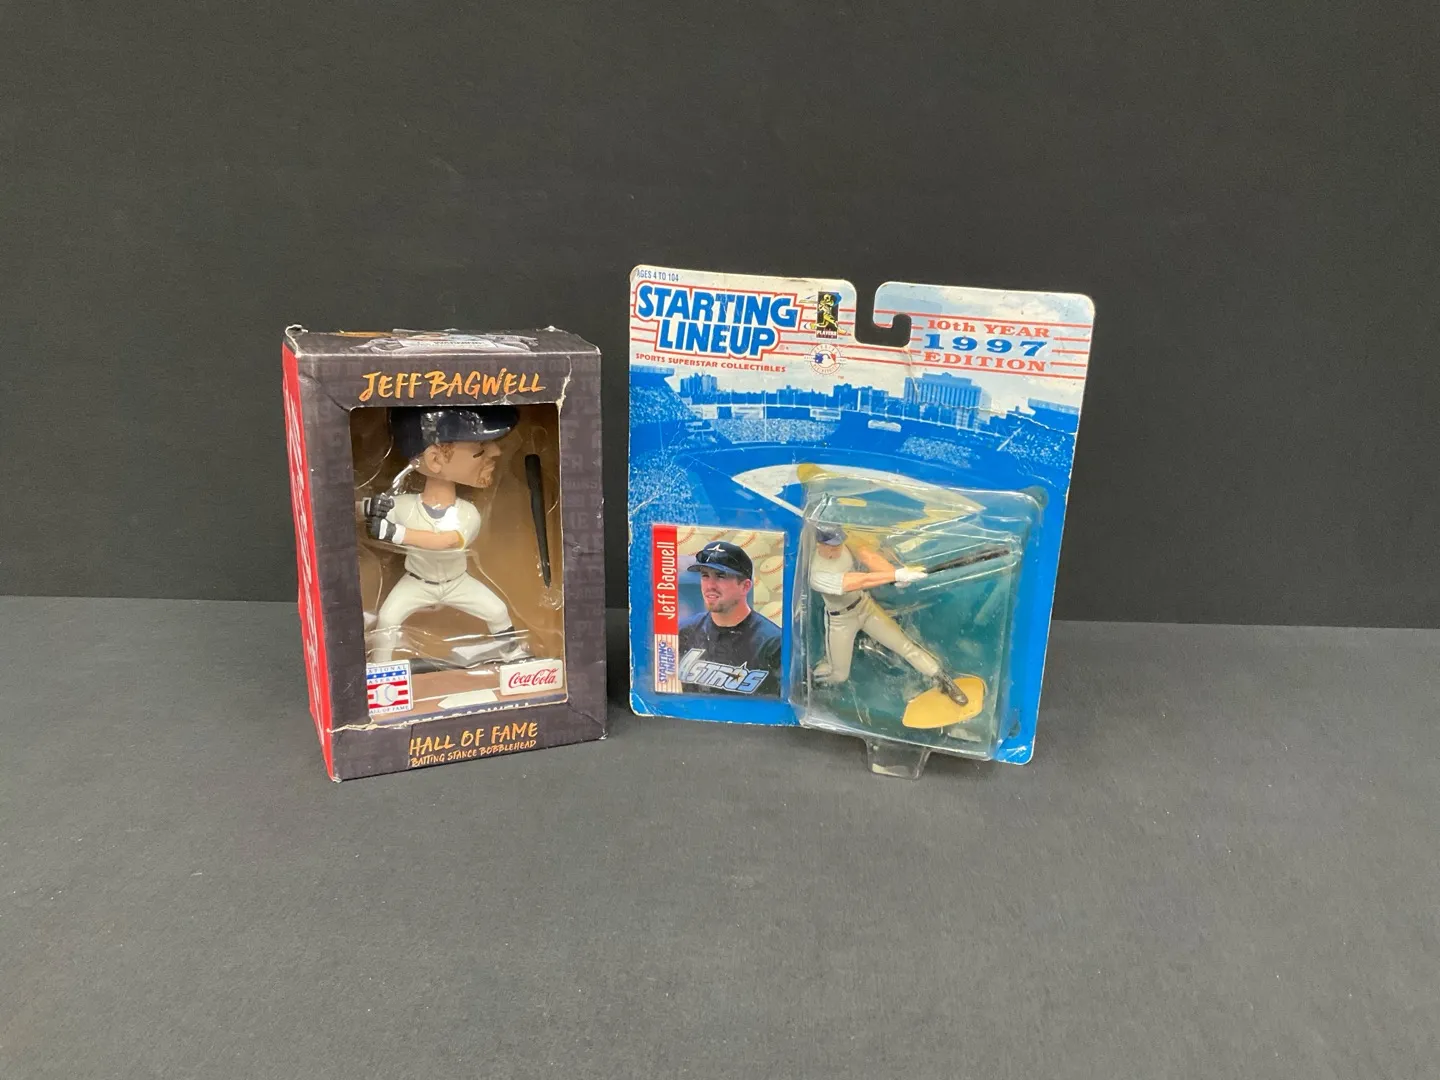 JEFF BAGWELL
Coca-Cola
HALL OF FAME
BATTING STANCE BOBBLEHEAD
AGES 4 TO 104
STARTING
LINEUP
SPORTS SUPERSTAR COLLECTIBLES
10th YEAR
1997
EDITION
Jeff Bagwell
STARTING
LINEUP
ASTROS